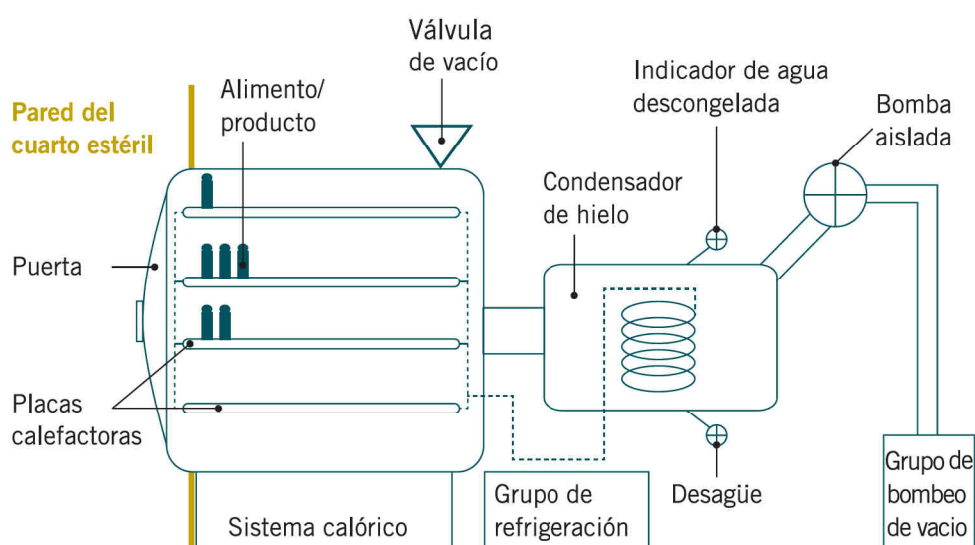 Válvula
de vacío
Indicador de agua
descongelada
Bomba
aislada
Alimento/
producto
Pared del
cuarto estéril
Condensador
de hielo
Puerta
Placas
calefactoras
Sistema calórico
Grupo de
refrigeración
Desagüe
Grupo de
bombeo
de vacio